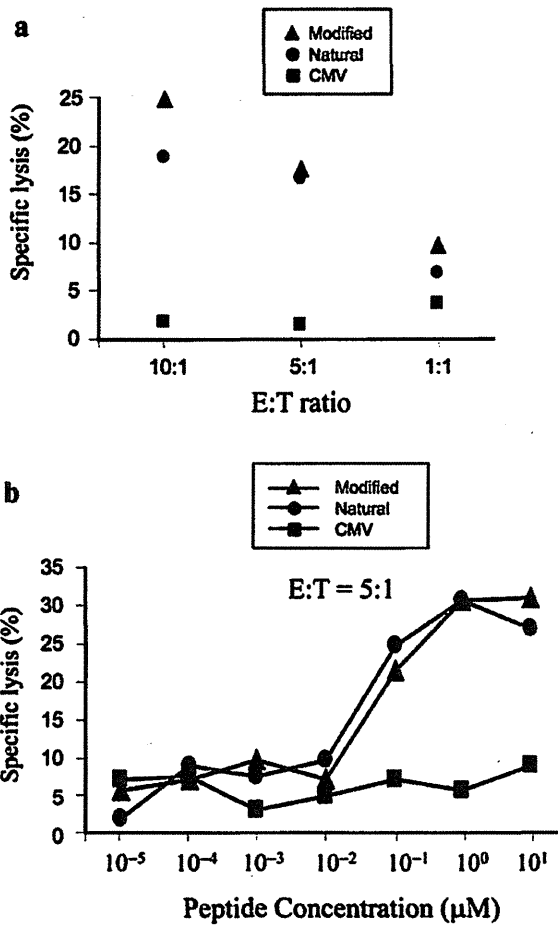 a
Modified
Natural
CMV
Specific lysis (%)
25
20
15
10
5
0
10:1
5:1
1:1
E:T ratio
b
Modified
Natural
CMV
E:T = 5:1
Specific lysis (%)
35
30
25
20
15
10
5
0
10⁻⁵
10⁻⁴
10⁻³
10⁻²
10⁻¹
10⁰
10¹
Peptide Concentration (μM)